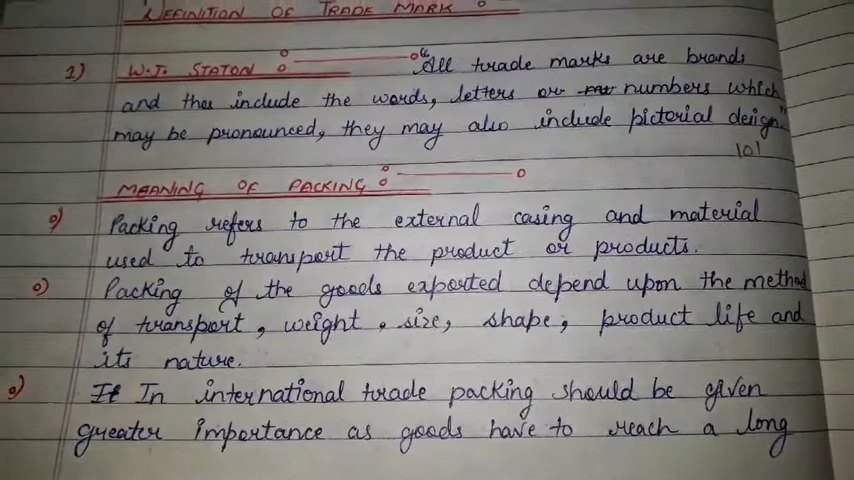 DEFINITION OF TRADE MARK :
1) W.J. STATON : "All trade marks are brands
and thes include the words, letters or numbers which
may be pronounced, they may also include pictorial deign"
101
MEANING OF PACKING :
Packing refers to the external casing and material
used to transport the product or products.
Packing of the goods exported depend upon the method
of transport, weight, size, shape, product life and
its nature.
It In international trade packing should be given
greater importance as goods have to reach a long